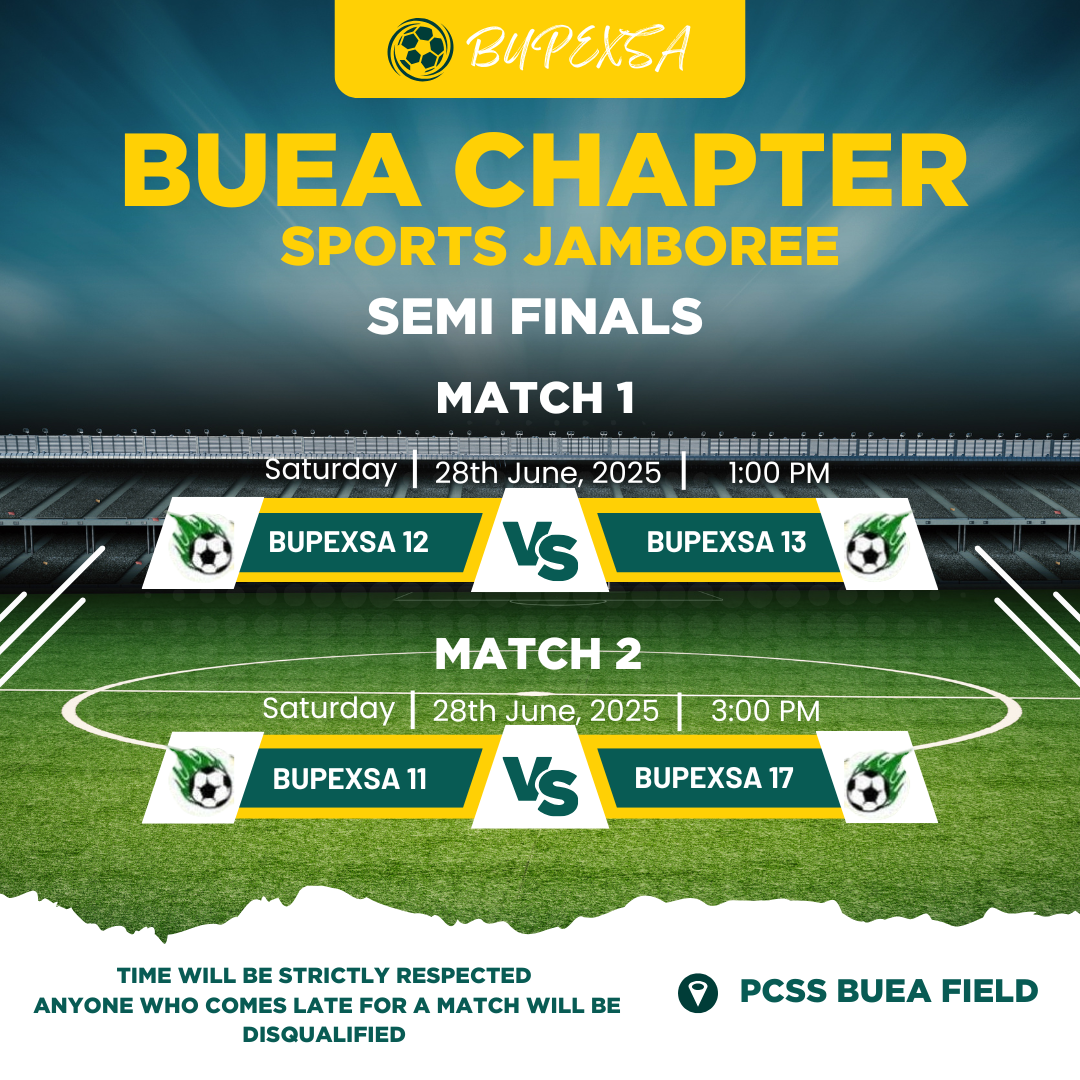 BUPEXSA
BUEA CHAPTER
SPORTS JAMBOREE
SEMI FINALS
MATCH 1
Saturday | 28th June, 2025 | 1:00 PM
BUPEXSA 12 VS BUPEXSA 13
MATCH 2
Saturday | 28th June, 2025 | 3:00 PM
BUPEXSA 11 VS BUPEXSA 17
TIME WILL BE STRICTLY RESPECTED
ANYONE WHO COMES LATE FOR A MATCH WILL BE
DISQUALIFIED
PCSS BUEA FIELD